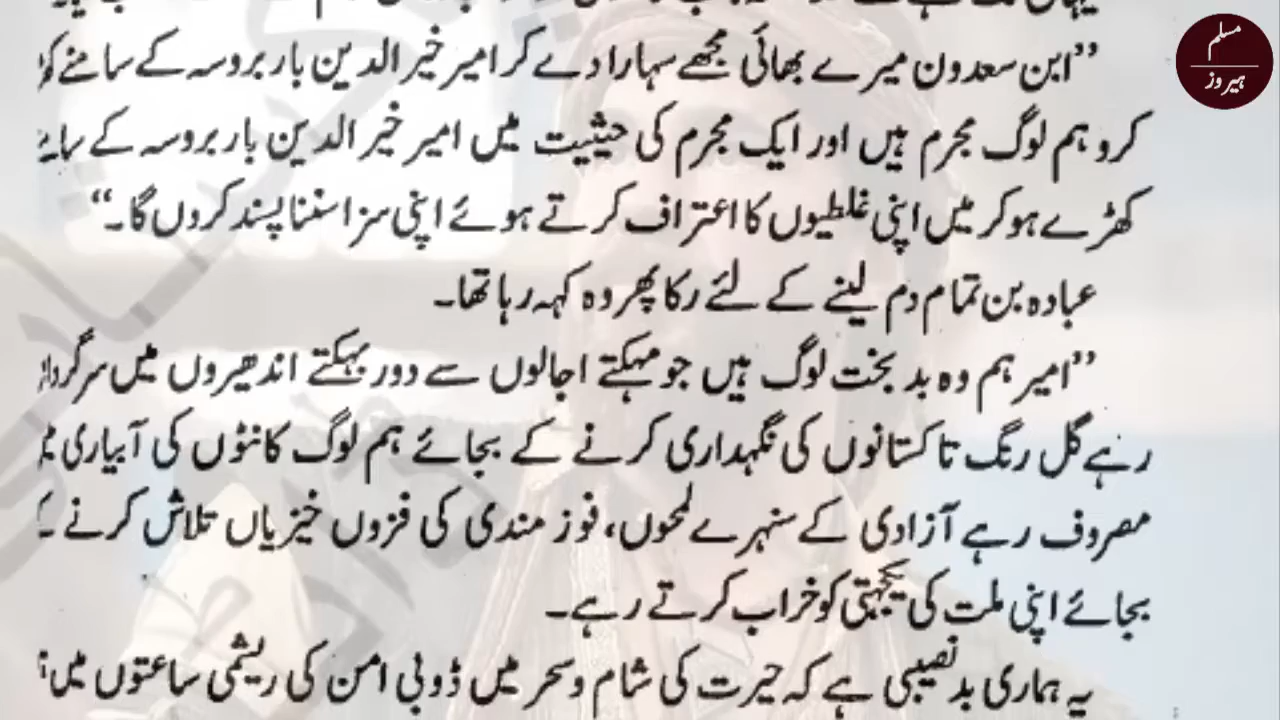 مسلم
ہیروز
”ابن سعدون میرے بھائی مجھے سہارا دے کر امیر خیر الدین باربروسہ کے سامنے
کرو ہم لوگ مجرم ہیں اور ایک مجرم کی حیثیت میں امیر خیر الدین باربروسہ کے
کھڑے ہو کر میں اپنی غلطیوں کا اعتراف کرتے ہوئے اپنی سزا سننا پسند کروں گا۔“
عبادہ بن تمام دم لینے کے لئے رکا پھر وہ کہہ رہا تھا۔
”امیر ہم وہ بد بخت لوگ ہیں جو مہکتے اجالوں سے دور بہکتے اندھیروں میں
رہے گل رنگ تاکستانوں کی نگہداری کرنے کے بجائے ہم لوگ کانٹوں کی آبیاری
مصروف رہے آزادی کے سنہرے لمحوں، فوز مندی کی فزوں خیزیاں تلاش کرنے
بجائے اپنی ملت کی یکجہتی کو خراب کرتے رہے۔
یہ ہماری بدنصیبی ہے کہ حیرت کی شام و سحر میں ڈوبی امن کی ریشمی ساعتوں میں